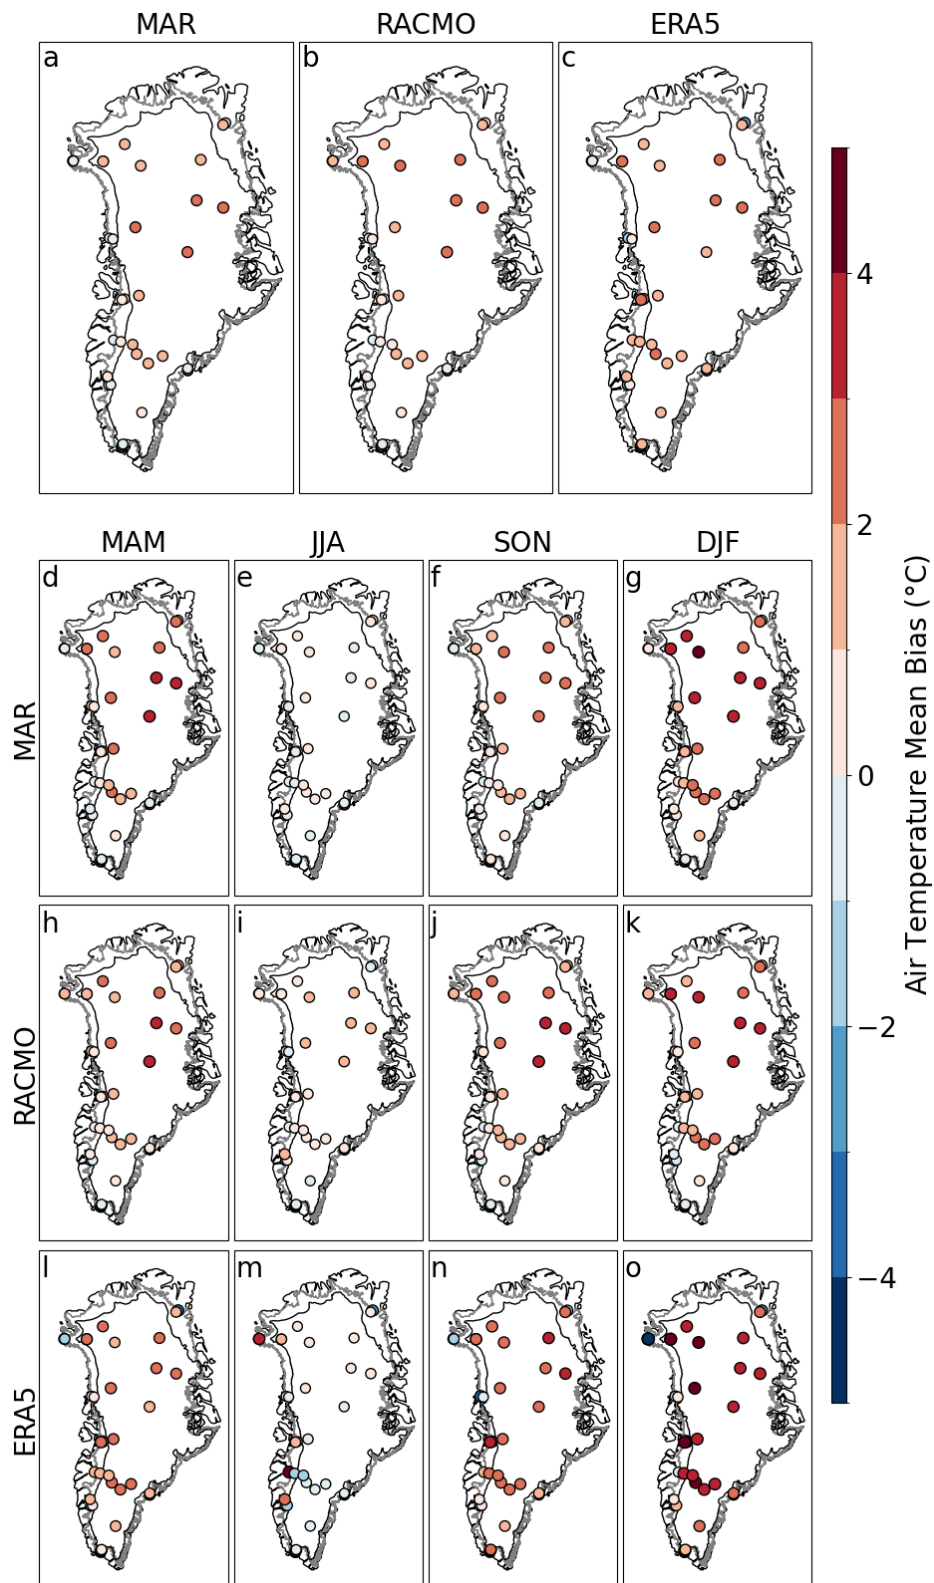 MAR RACMO ERA5
a b c
4
2
0
−2
−4
Air Temperature Mean Bias (°C)
MAM JJA SON DJF
d e f g
MAR
h i j k
RACMO
l m n o
ERA5